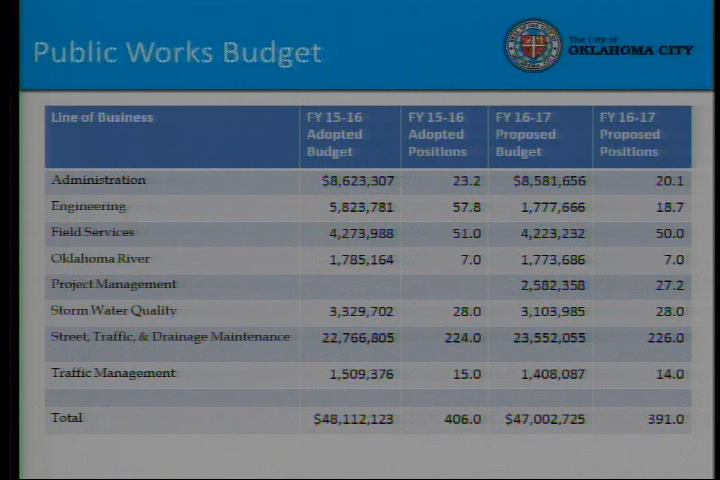 Public Works Budget
The City of
OKLAHOMA CITY
Line of Business FY 15-16 Adopted Budget FY 15-16 Adopted Positions FY 16-17 Proposed Budget FY 16-17 Proposed Positions
Administration $8,623,307 23.2 $8,581,656 20.1
Engineering 5,823,781 57.8 1,777,666 18.7
Field Services 4,273,988 51.0 4,223,232 50.0
Oklahoma River 1,785,164 7.0 1,773,686 7.0
Project Management 2,582,358 27.2
Storm Water Quality 3,329,702 28.0 3,103,985 28.0
Street, Traffic, & Drainage Maintenance 22,766,805 224.0 23,552,055 226.0
Traffic Management 1,509,376 15.0 1,408,087 14.0
Total $48,112,123 406.0 $47,002,725 391.0